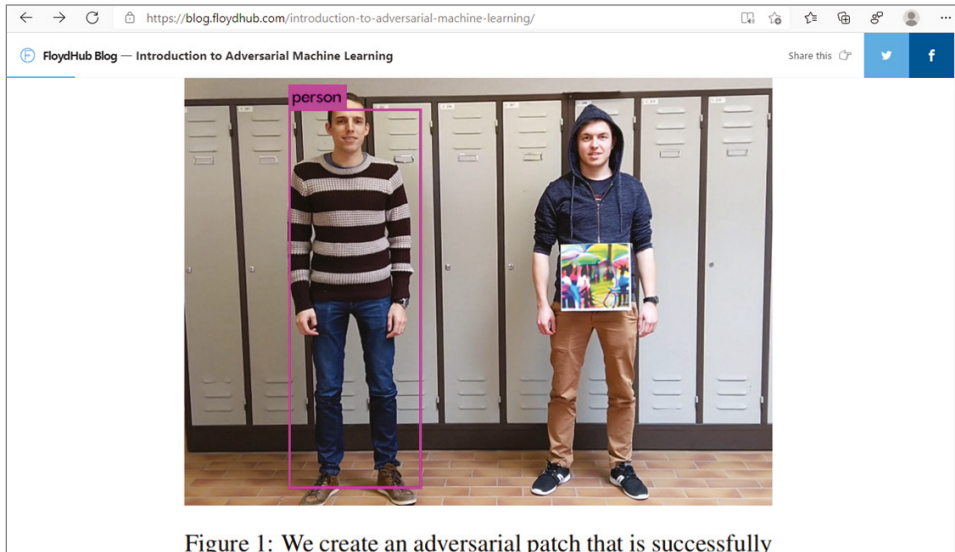 https://blog.floydhub.com/introduction-to-adversarial-machine-learning/
FloydHub Blog — Introduction to Adversarial Machine Learning
Share this
person
Figure 1: We create an adversarial patch that is successfully